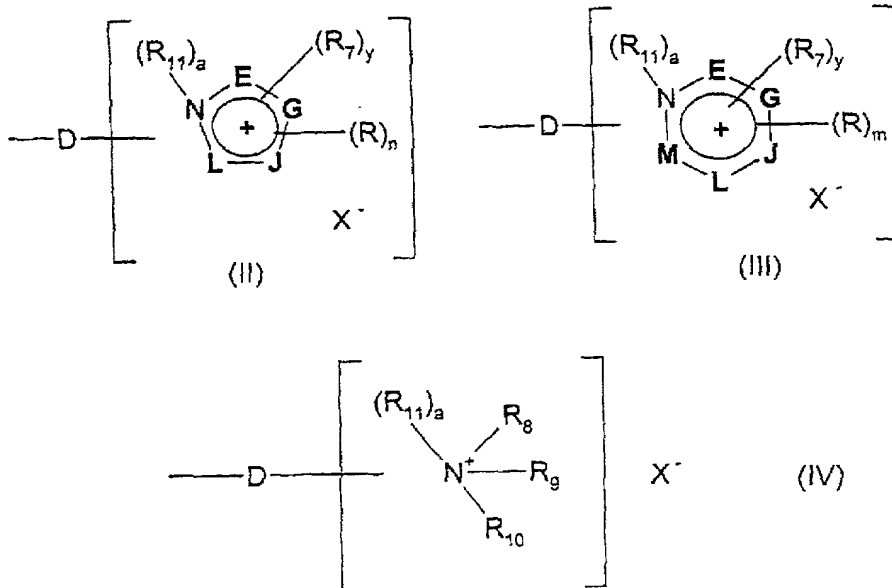 (R₁₁)ₐ E (R₇)y (R₁₁)ₐ E (R₇)y
N G N G
D + (R)n D + (R)m
L J M J
L
X⁻ X⁻
(II) (III)
(R₁₁)ₐ R₈
D N⁺ R₉ X⁻ (IV)
R₁₀